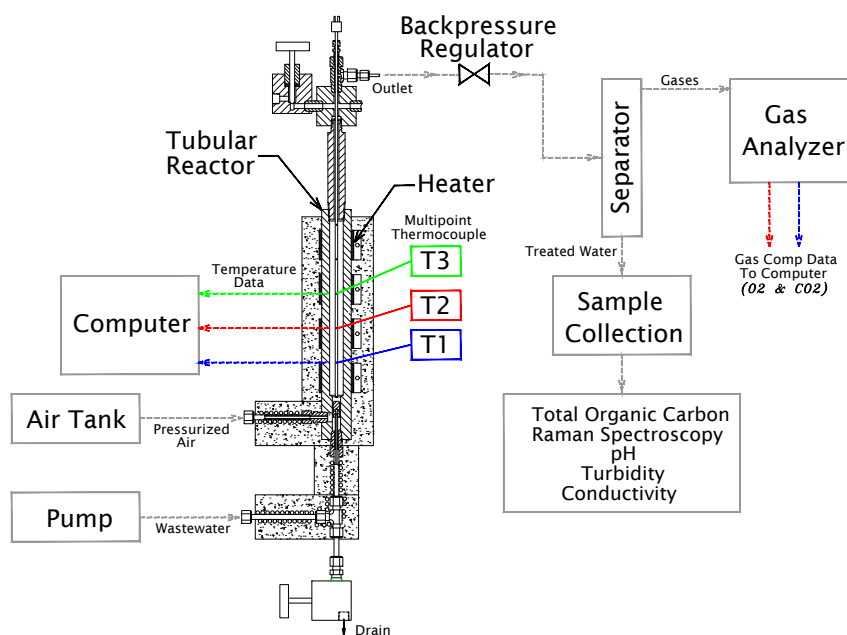 Backpressure
Regulator
Outlet
Gases
Gas
Analyzer
Separator
Tubular
Reactor
Heater
Multipoint
Thermocouple
T3
Temperature
Data
T2
T1
Computer
Treated Water
Gas Comp Data
To Computer
(O2 & CO2)
Sample
Collection
Air Tank
Pressurized
Air
Total Organic Carbon
Raman Spectroscopy
pH
Turbidity
Conductivity
Pump
Wastewater
Drain